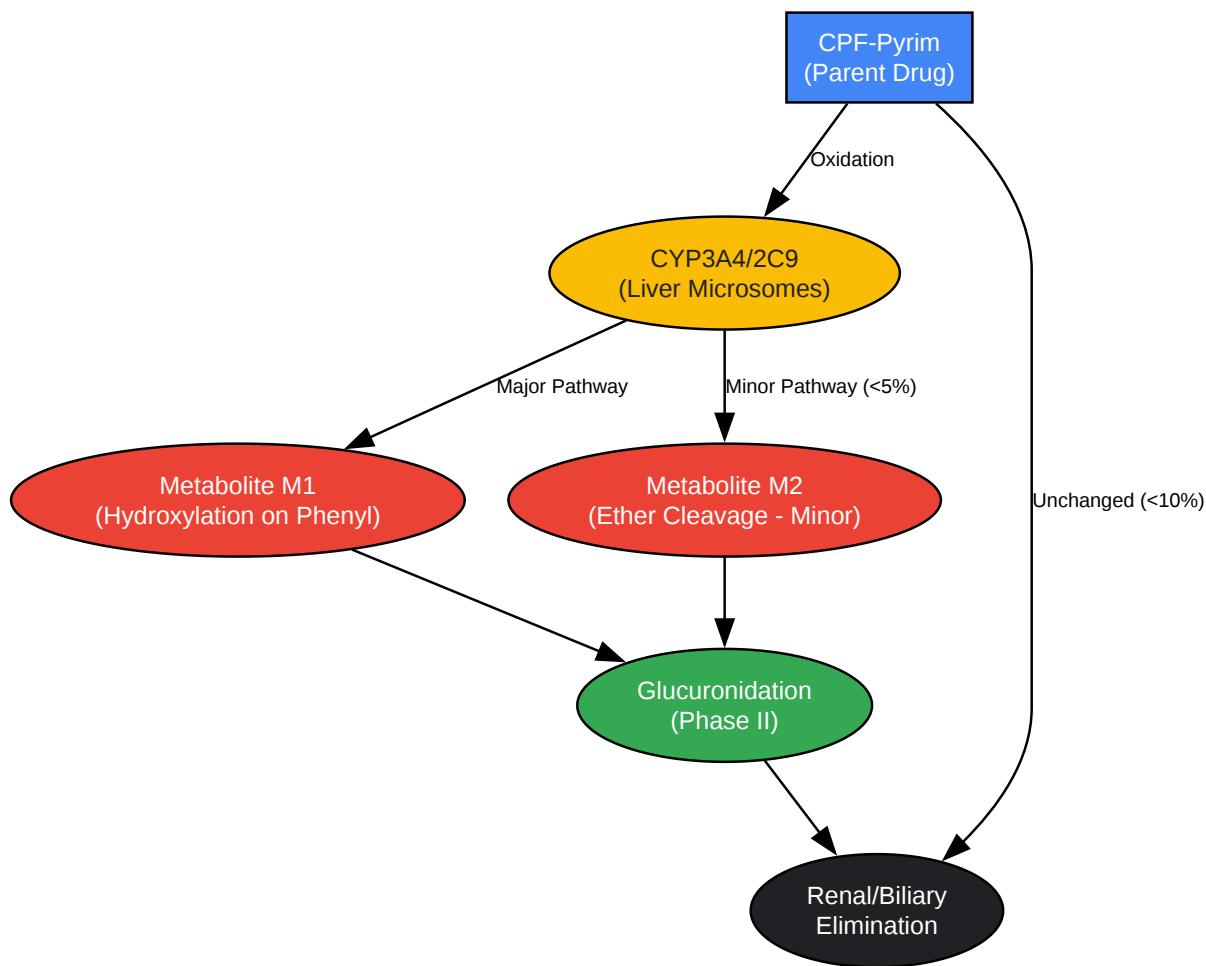 CPF-Pyrim
(Parent Drug)
Oxidation
CYP3A4/2C9
(Liver Microsomes)
Major Pathway
Minor Pathway (<5%)
Metabolite M1
(Hydroxylation on Phenyl)
Metabolite M2
(Ether Cleavage - Minor)
Unchanged (<10%)
Glucuronidation
(Phase II)
Renal/Biliary
Elimination